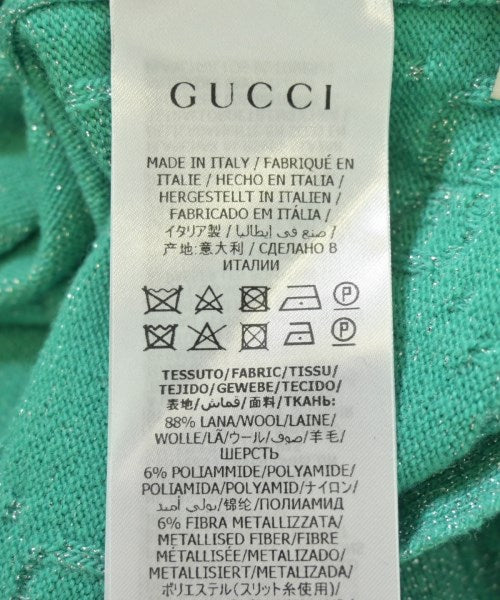 GUCCI
MADE IN ITALY / FABRIQUÉ EN
ITALIE / HECHO EN ITALIA /
HERGESTELLT IN ITALIEN /
FABRICADO EM ITÁLIA /
イタリア製 / صنع في إيطاليا /
产地:意大利 / СДЕЛАНО В
ИТАЛИИ
TESSUTO/FABRIC/TISSU/
TEJIDO/GEWEBE/TECIDO/
表地/قماش/面料/ТКАНЬ:
88% LANA/WOOL/LAINE/
WOLLE/LÃ/ウール/صوف/羊毛/
ШЕРСТЬ
6% POLIAMMIDE/POLYAMIDE/
POLIAMIDA/POLYAMID/ナイロン/
بولي أميد/锦纶/ПОЛИАМИД
6% FIBRA METALLIZZATA/
METALLISED FIBER/FIBRE
MÉTALLISÉE/METALIZADO/
METALLISIERT/METALIZADA/
ポリエステル(スリット糸使用)/